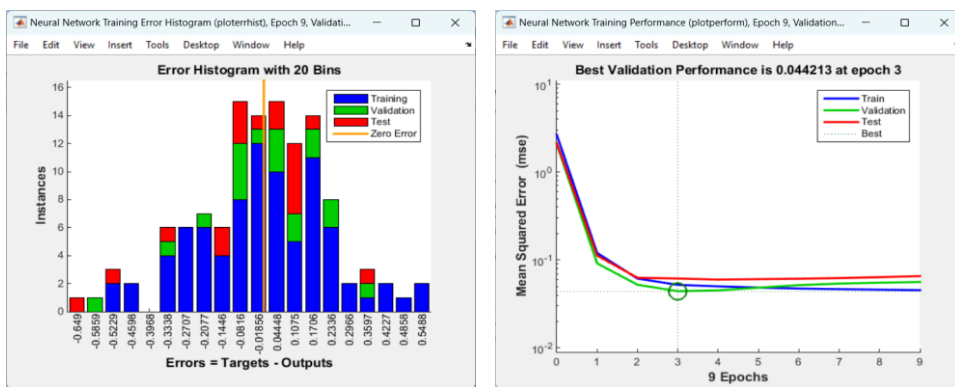 Neural Network Training Error Histogram (ploterrhist), Epoch 9, Validati...
File Edit View Insert Tools Desktop Window Help
Error Histogram with 20 Bins
16
14
12
10
8
6
4
2
0
Instances
Training
Validation
Test
Zero Error
-0.649
-0.5859
-0.5229
-0.4598
-0.3968
-0.3338
-0.2707
-0.2077
-0.1446
-0.0816
-0.01856
0.04448
0.1075
0.1706
0.2336
0.2966
0.3597
0.4227
0.4858
0.5488
Errors = Targets - Outputs
Neural Network Training Performance (plotperform), Epoch 9, Validation...
File Edit View Insert Tools Desktop Window Help
Best Validation Performance is 0.044213 at epoch 3
10^1
10^0
10^-1
10^-2
Mean Squared Error (mse)
Train
Validation
Test
Best
0 1 2 3 4 5 6 7 8 9
9 Epochs